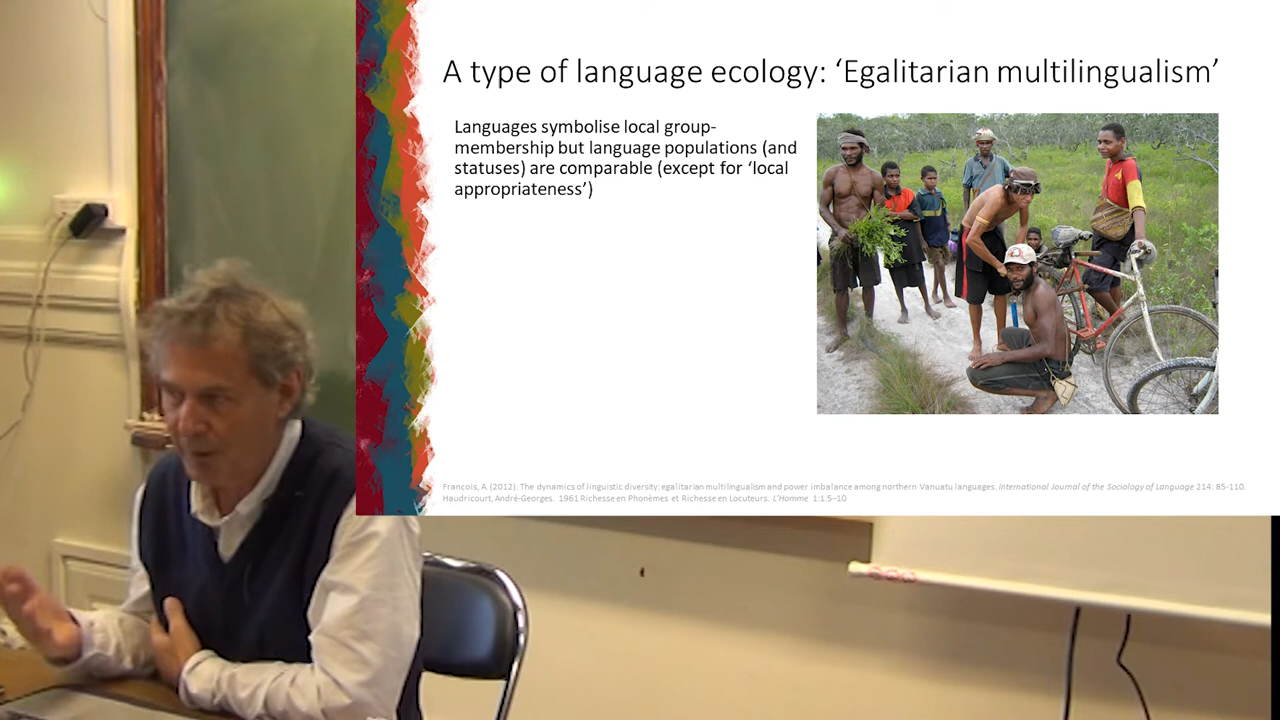 A type of language ecology: ‘Egalitarian multilingualism’
Languages symbolise local group-
membership but language populations (and
statuses) are comparable (except for ‘local
appropriateness’)
Francois, A. (2012). The dynamics of linguistic diversity: egalitarian multilingualism and power imbalance among northern Vanuatu languages. International Journal of the Sociology of Language 214: 85-110.
Haudricourt, André-Georges. 1961 Richesse en Phonèmes et Richesse en Locuteurs. L’Homme 1:1.5–10